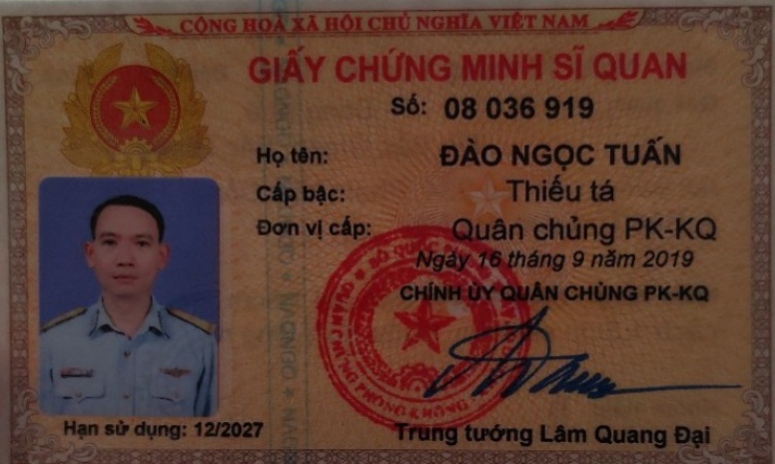 CỘNG HOÀ XÃ HỘI CHỦ NGHĨA VIỆT NAM
GIẤY CHỨNG MINH SĨ QUAN
Số: 08 036 919
Họ tên: ĐÀO NGỌC TUẤN
Cấp bậc: Thiếu tá
Đơn vị cấp: Quân chủng PK-KQ
Ngày 16 tháng 9 năm 2019
CHÍNH ỦY QUÂN CHỦNG PK-KQ
Hạn sử dụng: 12/2027
Trung tướng Lâm Quang Đại